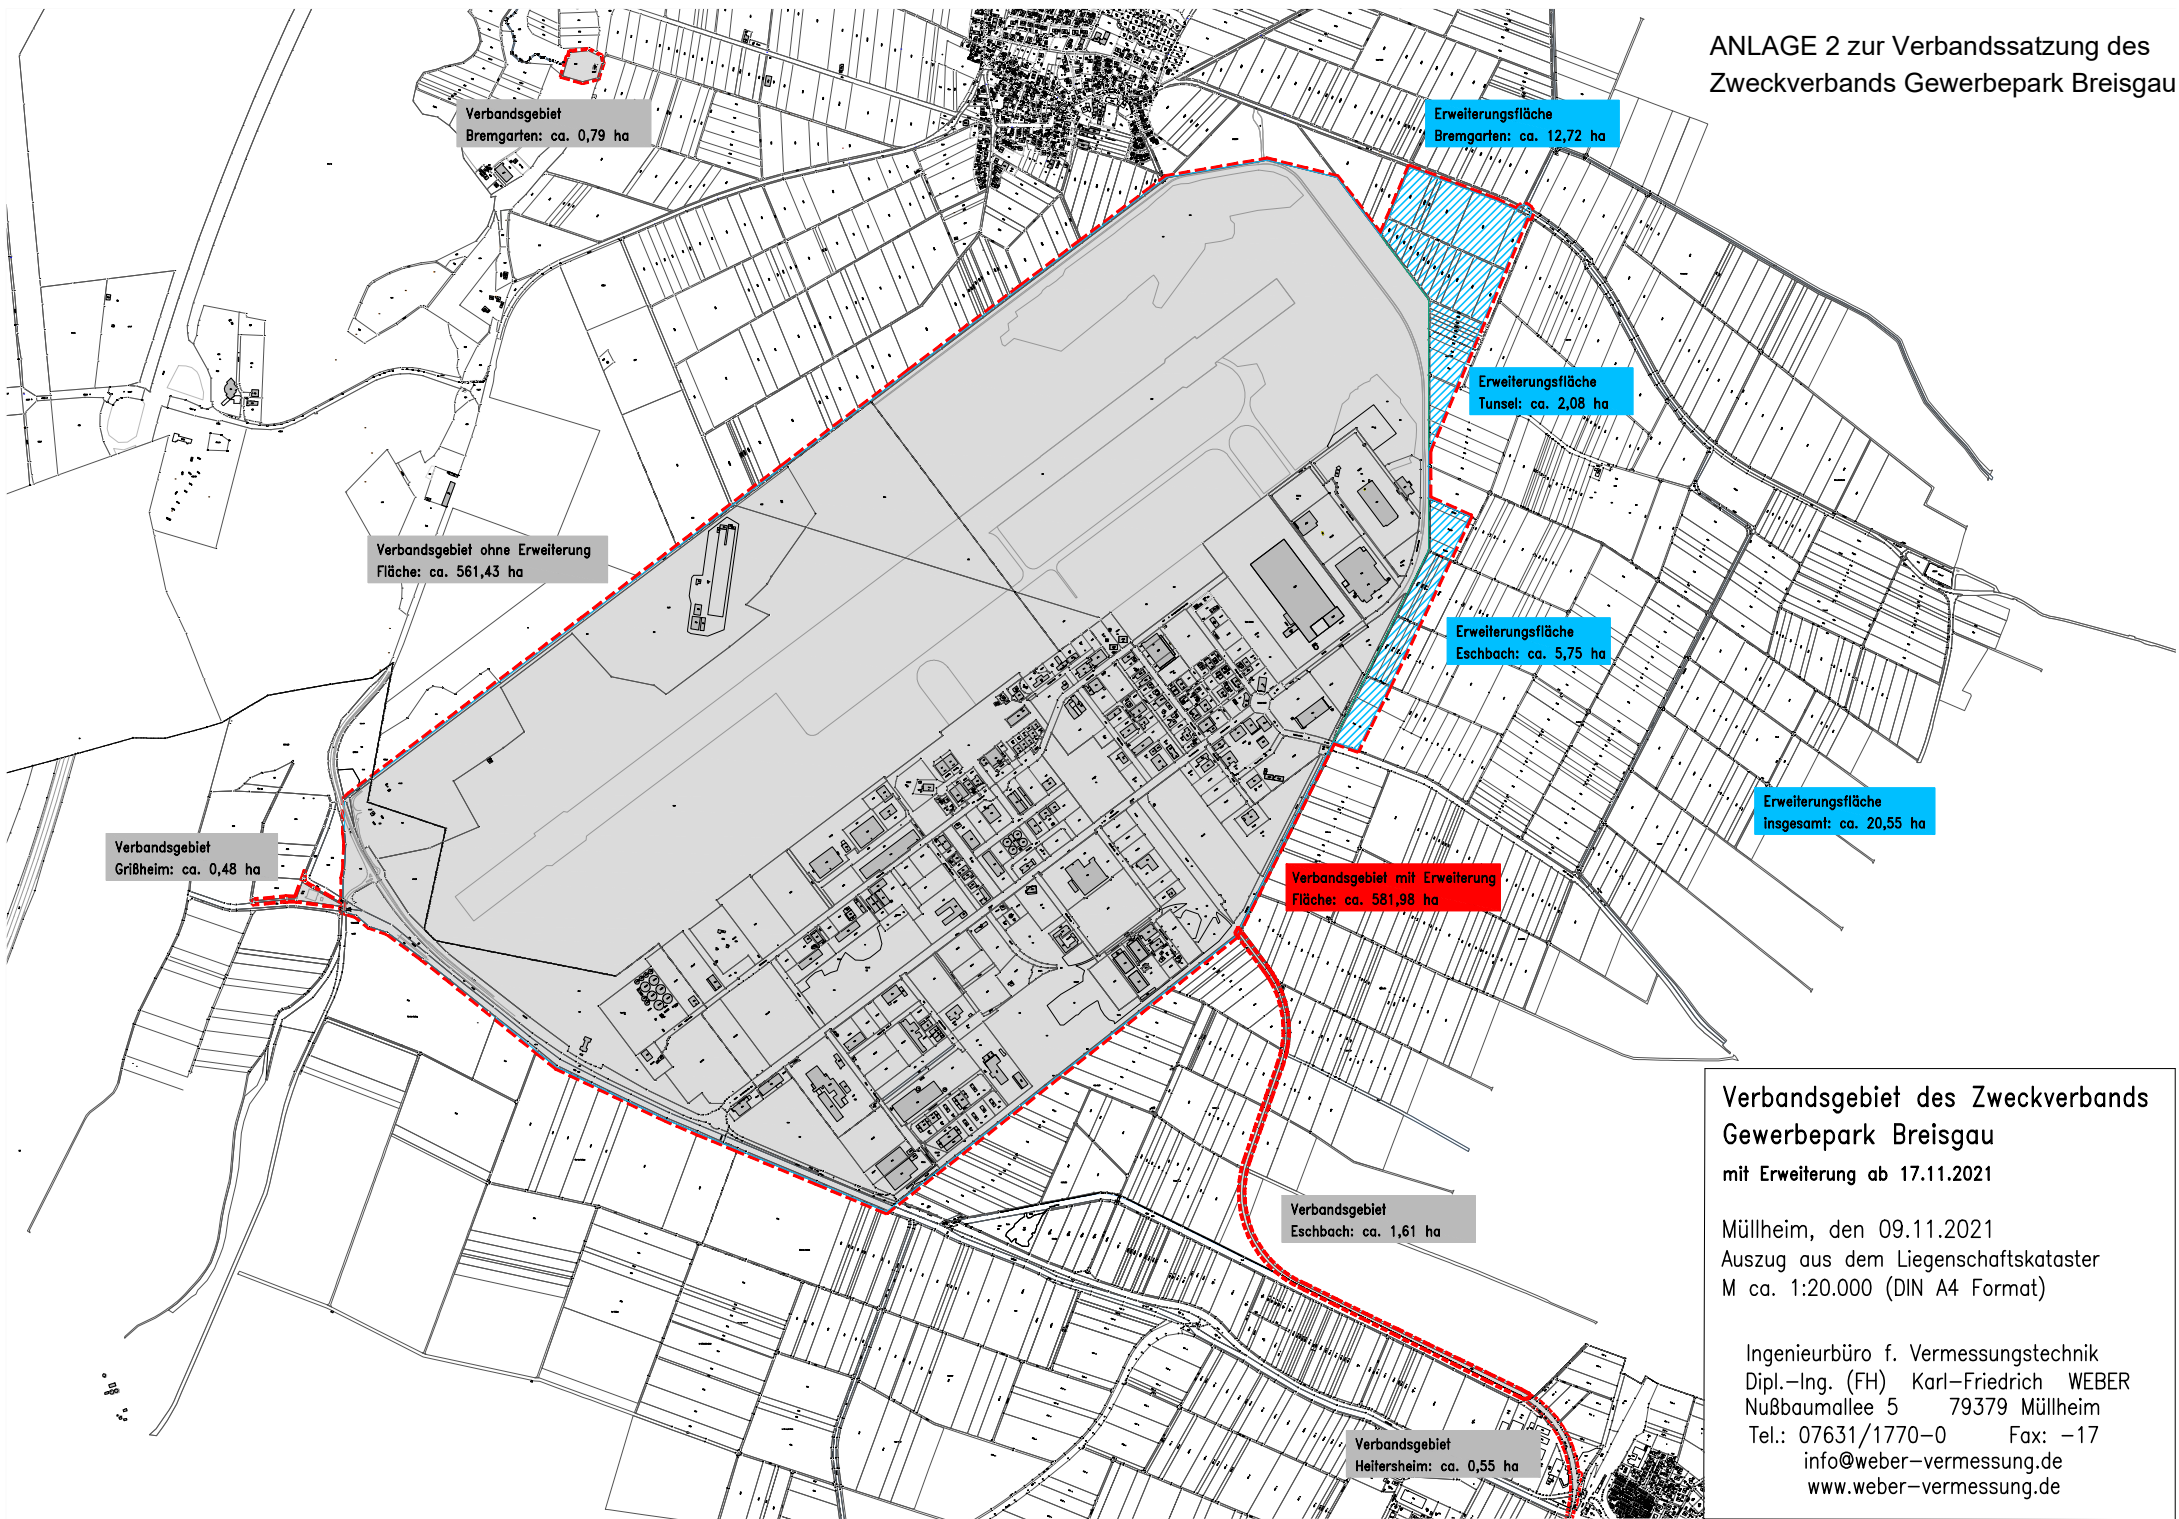 ANLAGE 2 zur Verbandssatzung des
Zweckverbands Gewerbepark Breisgau
Verbandsgebiet
Bremgarten: ca. 0,79 ha
Erweiterungsfläche
Bremgarten: ca. 12,72 ha
Erweiterungsfläche
Tunsel: ca. 2,08 ha
Verbandsgebiet ohne Erweiterung
Fläche: ca. 561,43 ha
Erweiterungsfläche
Eschbach: ca. 5,75 ha
Erweiterungsfläche
insgesamt: ca. 20,55 ha
Verbandsgebiet
Grißheim: ca. 0,48 ha
Verbandsgebiet mit Erweiterung
Fläche: ca. 581,98 ha
Verbandsgebiet
Eschbach: ca. 1,61 ha
Verbandsgebiet
Heitersheim: ca. 0,55 ha
Verbandsgebiet des Zweckverbands
Gewerbepark Breisgau
mit Erweiterung ab 17.11.2021
Müllheim, den 09.11.2021
Auszug aus dem Liegenschaftskataster
M ca. 1:20.000 (DIN A4 Format)
Ingenieurbüro f. Vermessungstechnik
Dipl.-Ing. (FH) Karl-Friedrich WEBER
Nußbaumallee 5 79379 Müllheim
Tel.: 07631/1770-0 Fax: -17
info@weber-vermessung.de
www.weber-vermessung.de